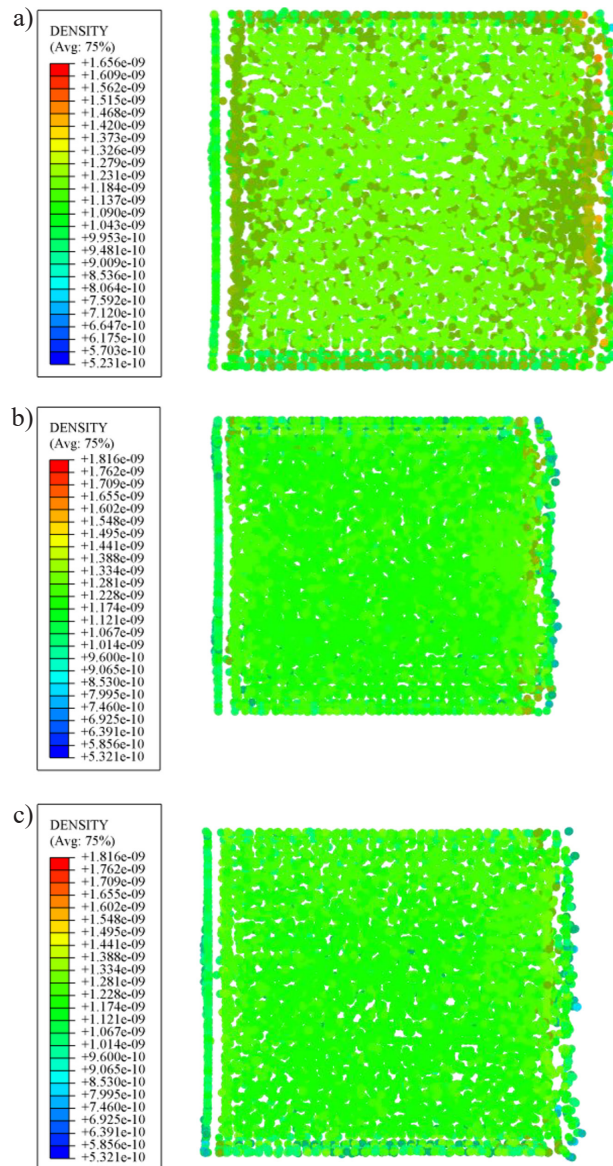 a)
DENSITY
(Avg: 75%)
+1.656e-09
+1.609e-09
+1.562e-09
+1.515e-09
+1.468e-09
+1.420e-09
+1.373e-09
+1.326e-09
+1.279e-09
+1.231e-09
+1.184e-09
+1.137e-09
+1.090e-09
+1.043e-09
+9.953e-10
+9.481e-10
+9.009e-10
+8.536e-10
+8.064e-10
+7.592e-10
+7.120e-10
+6.647e-10
+6.175e-10
+5.703e-10
+5.231e-10
b)
DENSITY
(Avg: 75%)
+1.816e-09
+1.762e-09
+1.709e-09
+1.655e-09
+1.602e-09
+1.548e-09
+1.495e-09
+1.441e-09
+1.388e-09
+1.334e-09
+1.281e-09
+1.228e-09
+1.174e-09
+1.121e-09
+1.067e-09
+1.014e-09
+9.600e-10
+9.065e-10
+8.530e-10
+7.995e-10
+7.460e-10
+6.925e-10
+6.391e-10
+5.856e-10
+5.321e-10
c)
DENSITY
(Avg: 75%)
+1.816e-09
+1.762e-09
+1.709e-09
+1.655e-09
+1.602e-09
+1.548e-09
+1.495e-09
+1.441e-09
+1.388e-09
+1.334e-09
+1.281e-09
+1.228e-09
+1.174e-09
+1.121e-09
+1.067e-09
+1.014e-09
+9.600e-10
+9.065e-10
+8.530e-10
+7.995e-10
+7.460e-10
+6.925e-10
+6.391e-10
+5.856e-10
+5.321e-10